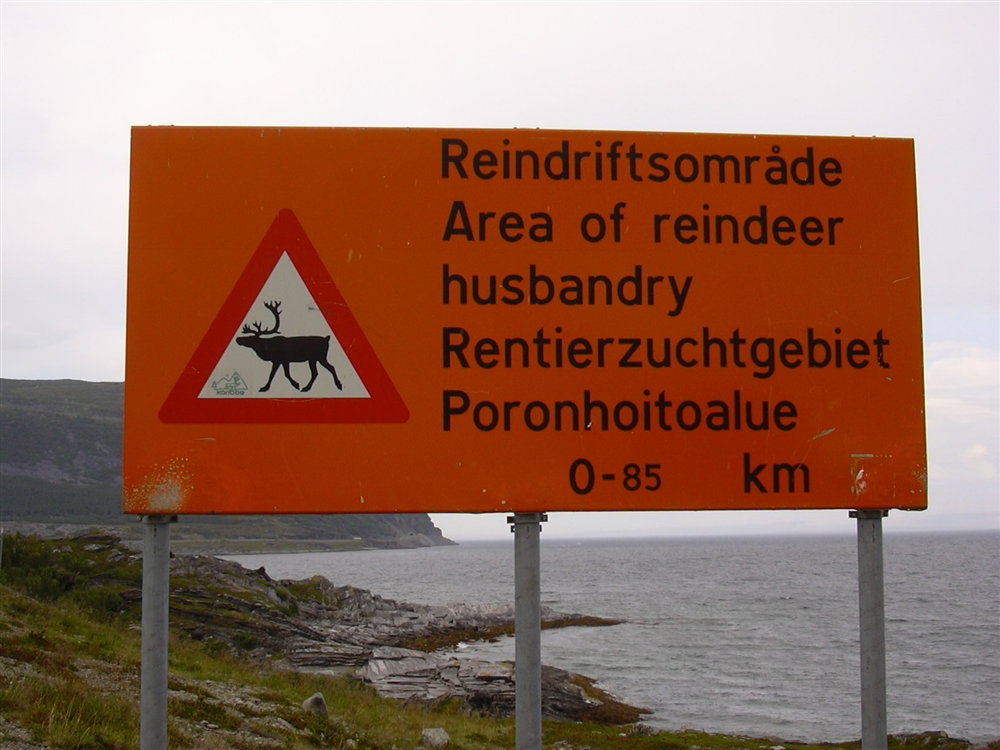 Reindriftsområde
Area of reindeer
husbandry
Rentierzuchtgebiet
Poronhoitoalue
0-85 km